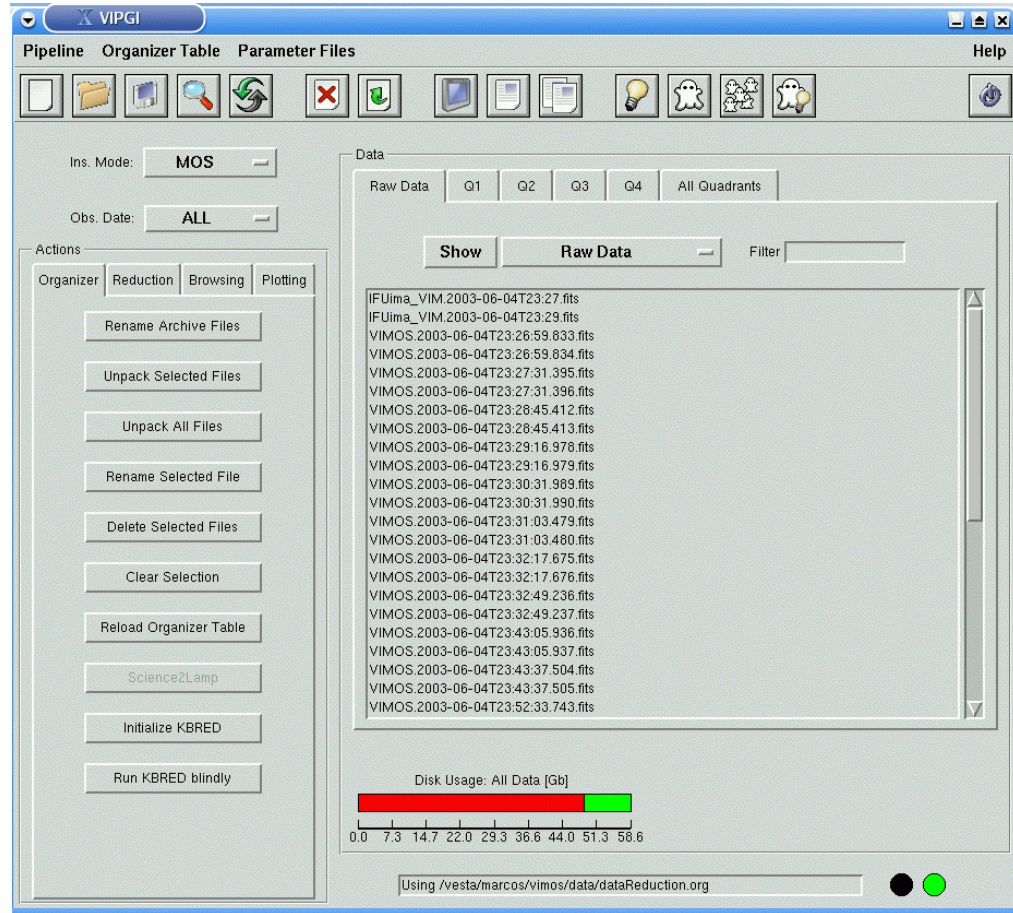 X VIPGI
Pipeline Organizer Table Parameter Files Help
Ins. Mode: MOS
Obs. Date: ALL
Actions
Organizer Reduction Browsing Plotting
Rename Archive Files
Unpack Selected Files
Unpack All Files
Rename Selected File
Delete Selected Files
Clear Selection
Reload Organizer Table
Science2Lamp
Initialize KBRED
Run KBRED blindly
Data
Raw Data Q1 Q2 Q3 Q4 All Quadrants
Show Raw Data Filter
IFUima_VIM.2003-06-04T23:27.fits
IFUima_VIM.2003-06-04T23:29.fits
VIMOS.2003-06-04T23:26:59.833.fits
VIMOS.2003-06-04T23:26:59.834.fits
VIMOS.2003-06-04T23:27:31.395.fits
VIMOS.2003-06-04T23:27:31.396.fits
VIMOS.2003-06-04T23:28:45.412.fits
VIMOS.2003-06-04T23:28:45.413.fits
VIMOS.2003-06-04T23:29:16.978.fits
VIMOS.2003-06-04T23:29:16.979.fits
VIMOS.2003-06-04T23:30:31.989.fits
VIMOS.2003-06-04T23:30:31.990.fits
VIMOS.2003-06-04T23:31:03.479.fits
VIMOS.2003-06-04T23:31:03.480.fits
VIMOS.2003-06-04T23:32:17.675.fits
VIMOS.2003-06-04T23:32:17.676.fits
VIMOS.2003-06-04T23:32:49.236.fits
VIMOS.2003-06-04T23:32:49.237.fits
VIMOS.2003-06-04T23:43:05.936.fits
VIMOS.2003-06-04T23:43:05.937.fits
VIMOS.2003-06-04T23:43:37.504.fits
VIMOS.2003-06-04T23:43:37.505.fits
VIMOS.2003-06-04T23:52:33.743.fits
Disk Usage: All Data [Gb]
0.0 7.3 14.7 22.0 29.3 36.6 44.0 51.3 58.6
Using /vesta/marcos/vimos/data/dataReduction.org